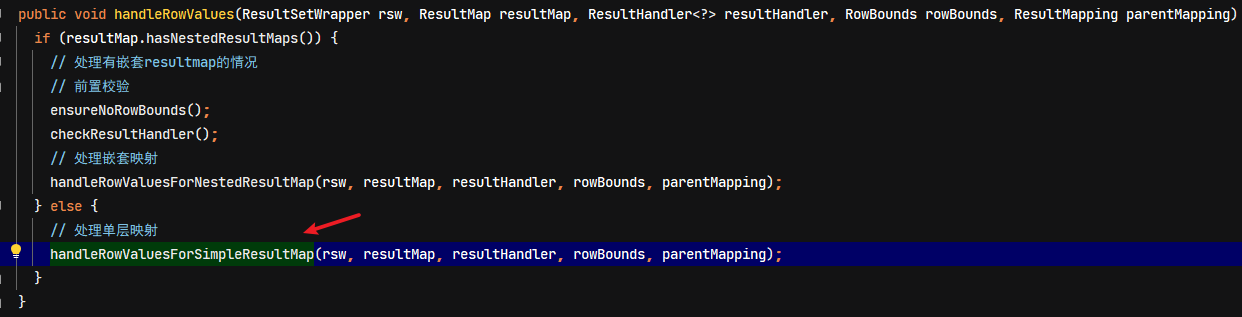 public void handleRowValues(ResultSetWrapper rsw, ResultMap resultMap, ResultHandler<?> resultHandler, RowBounds rowBounds, ResultMapping parentMapping)
if (resultMap.hasNestedResultMaps()) {
// 处理有嵌套resultmap的情况
// 前置校验
ensureNoRowBounds();
checkResultHandler();
// 处理嵌套映射
handleRowValuesForNestedResultMap(rsw, resultMap, resultHandler, rowBounds, parentMapping);
} else {
// 处理单层映射
handleRowValuesForSimpleResultMap(rsw, resultMap, resultHandler, rowBounds, parentMapping);
}
}